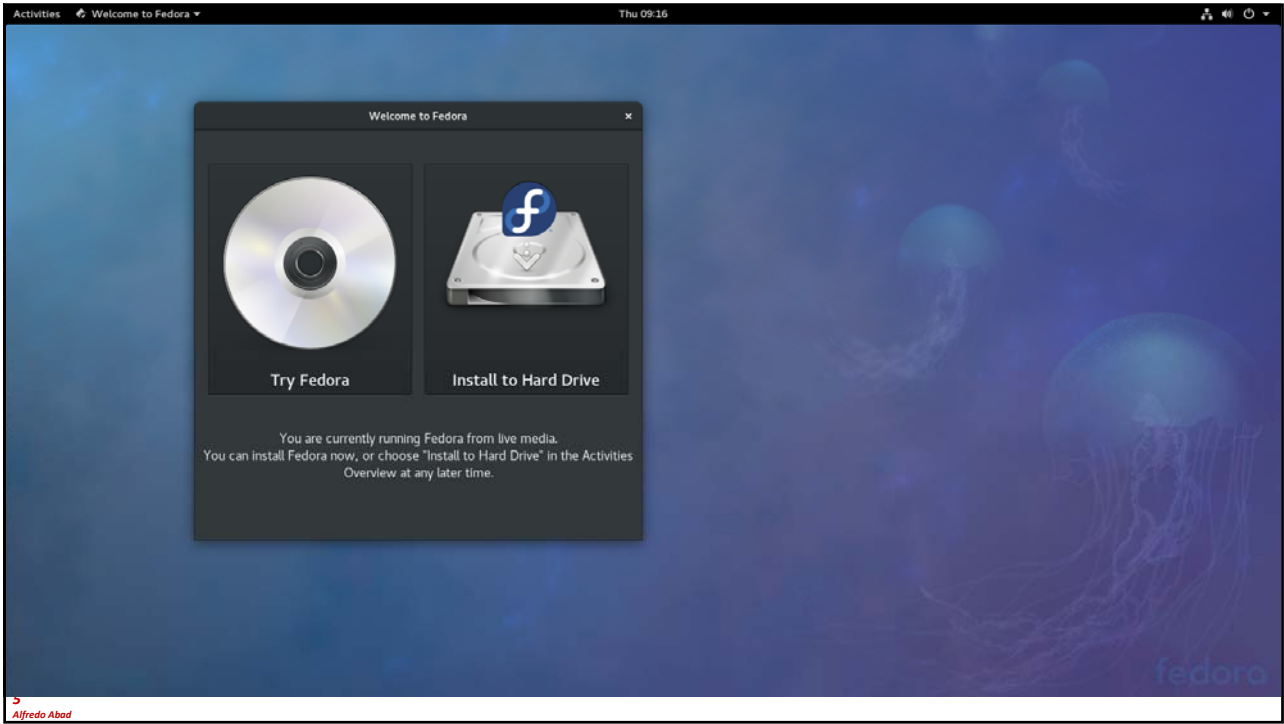 Activities Welcome to Fedora Thu 09:16
Welcome to Fedora
Try Fedora Install to Hard Drive
You are currently running Fedora from live media.
You can install Fedora now, or choose "Install to Hard Drive" in the Activities
Overview at any later time.
fedora
5
Alfredo Abad